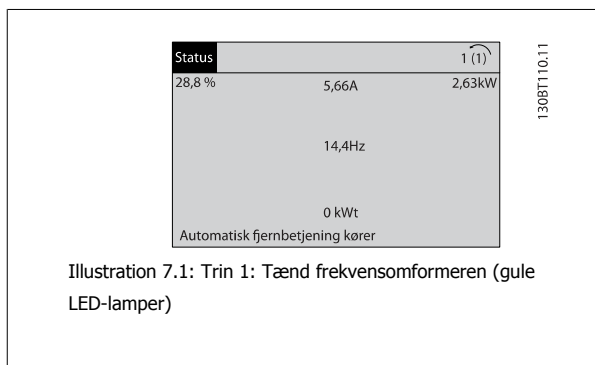 Status 1 (1)
28,8 % 5,66A 2,63kW
14,4Hz
0 kWt
Automatisk fjernbetjening kører
130BT110.11
Illustration 7.1: Trin 1: Tænd frekvensomformeren (gule
LED-lamper)